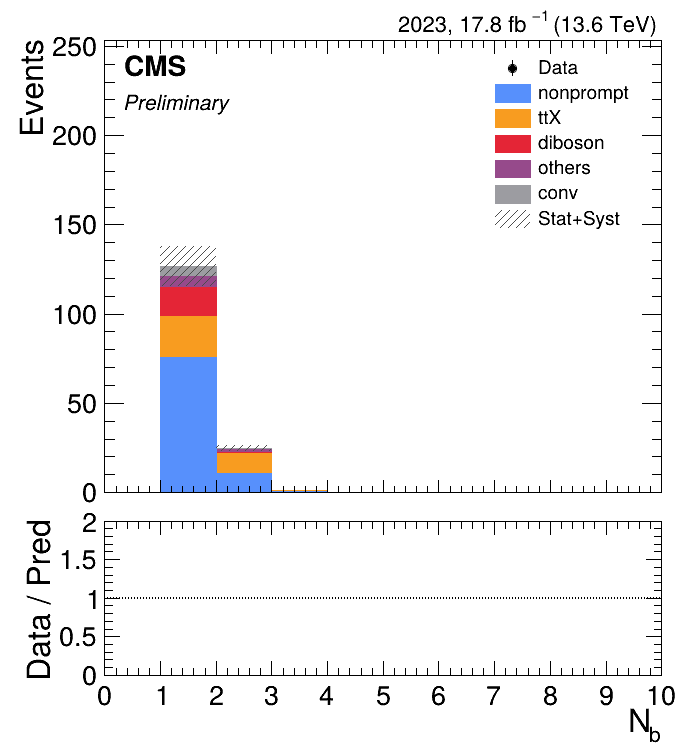 2023, 17.8 fb⁻¹ (13.6 TeV)
Events
250
200
150
100
50
0
CMS
Preliminary
Data
nonprompt
ttX
diboson
others
conv
Stat+Syst
Data / Pred
2
1.5
1
0.5
0
0 1 2 3 4 5 6 7 8 9 10
N_b